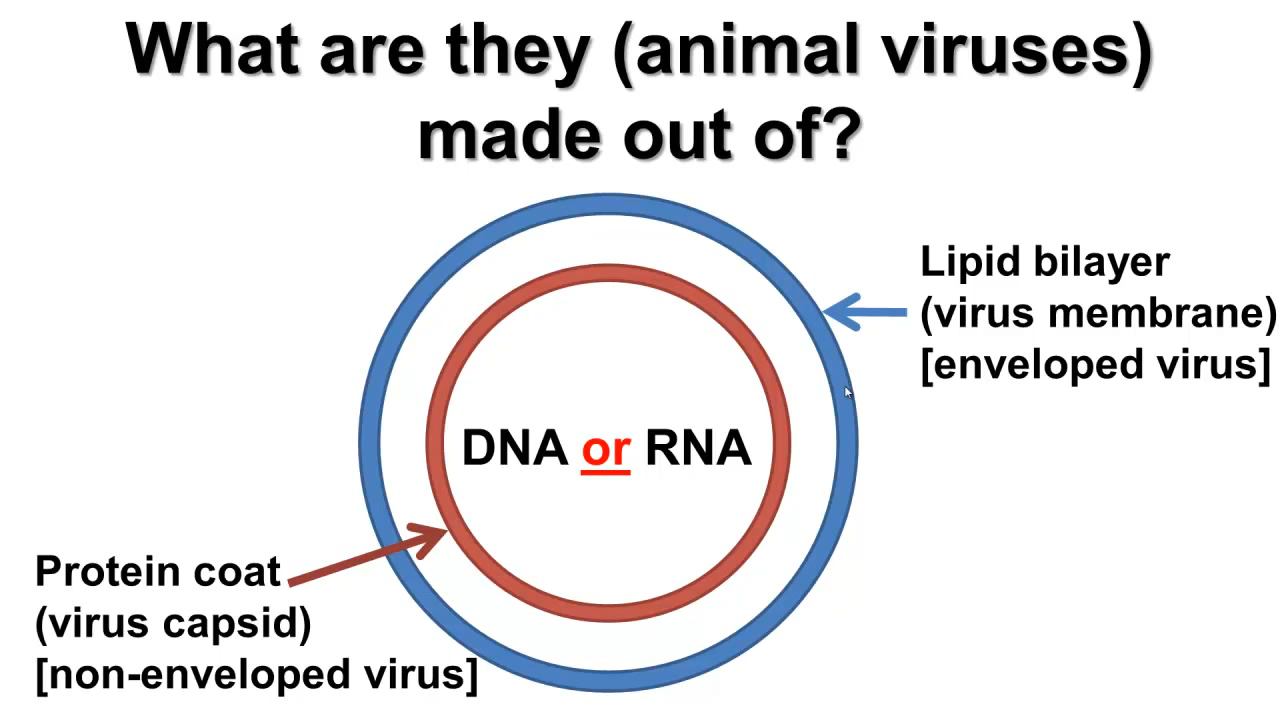 What are they (animal viruses)
made out of?
Lipid bilayer
(virus membrane)
[enveloped virus]
DNA or RNA
Protein coat
(virus capsid)
[non-enveloped virus]